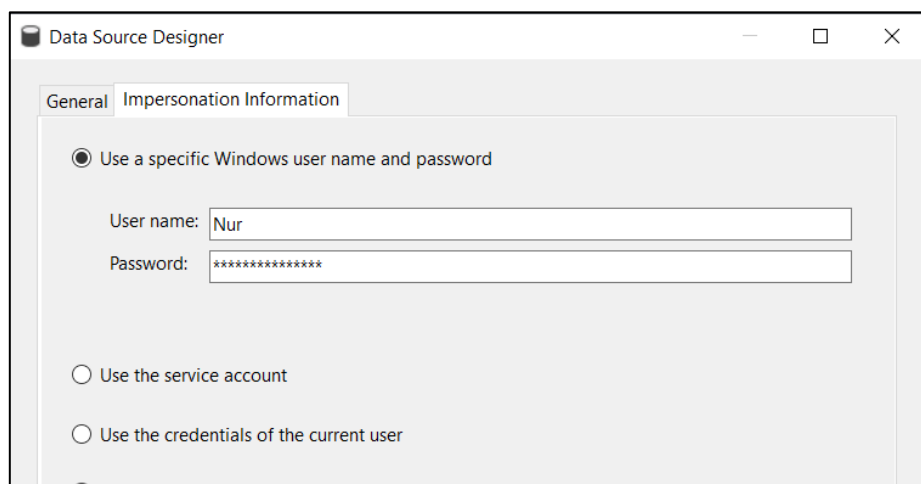 Data Source Designer
General Impersonation Information
Use a specific Windows user name and password
User name: Nur
Password: ***************
Use the service account
Use the credentials of the current user